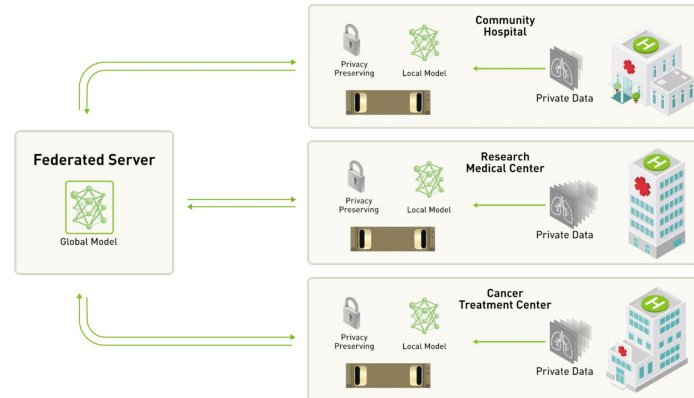 Community
Hospital
Privacy
Preserving
Local Model
Private Data
H
Federated Server
Global Model
Research
Medical Center
Privacy
Preserving
Local Model
Private Data
H
Cancer
Treatment Center
Privacy
Preserving
Local Model
Private Data
H